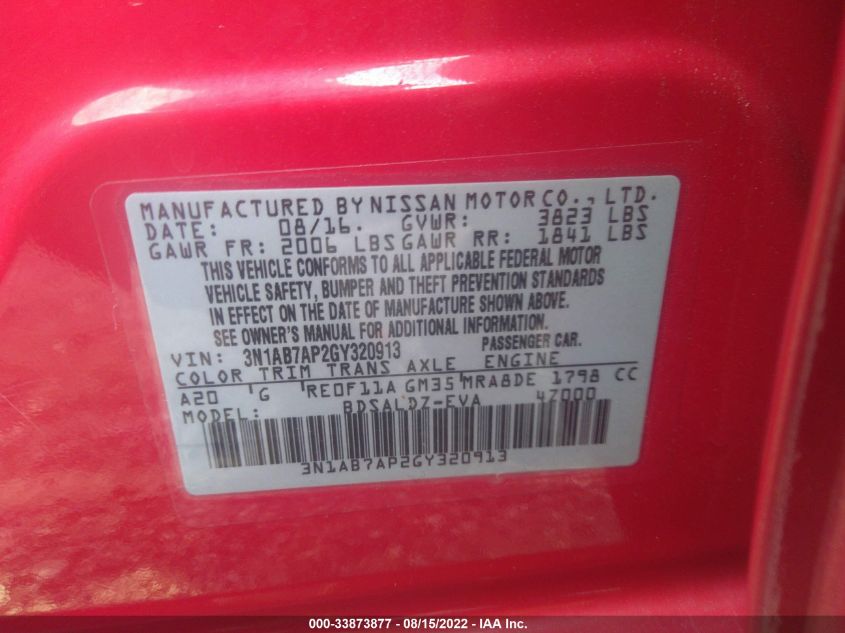 MANUFACTURED BY NISSAN MOTOR CO., LTD.
DATE: 08/16. GVWR: 3823 LBS
GAWR FR: 2006 LBS GAWR RR: 1841 LBS
THIS VEHICLE CONFORMS TO ALL APPLICABLE FEDERAL MOTOR
VEHICLE SAFETY, BUMPER AND THEFT PREVENTION STANDARDS
IN EFFECT ON THE DATE OF MANUFACTURE SHOWN ABOVE.
SEE OWNER'S MANUAL FOR ADDITIONAL INFORMATION.
VIN: 3N1AB7AP2GY320913 PASSENGER CAR.
COLOR TRIM TRANS AXLE ENGINE
A20 G RE0F11A GM35 MRA8DE 1798 CC
MODEL: BDSALDZ-EVA 4Z000
3N1AB7AP2GY320913
000-33873877 - 08/15/2022 - IAA Inc.